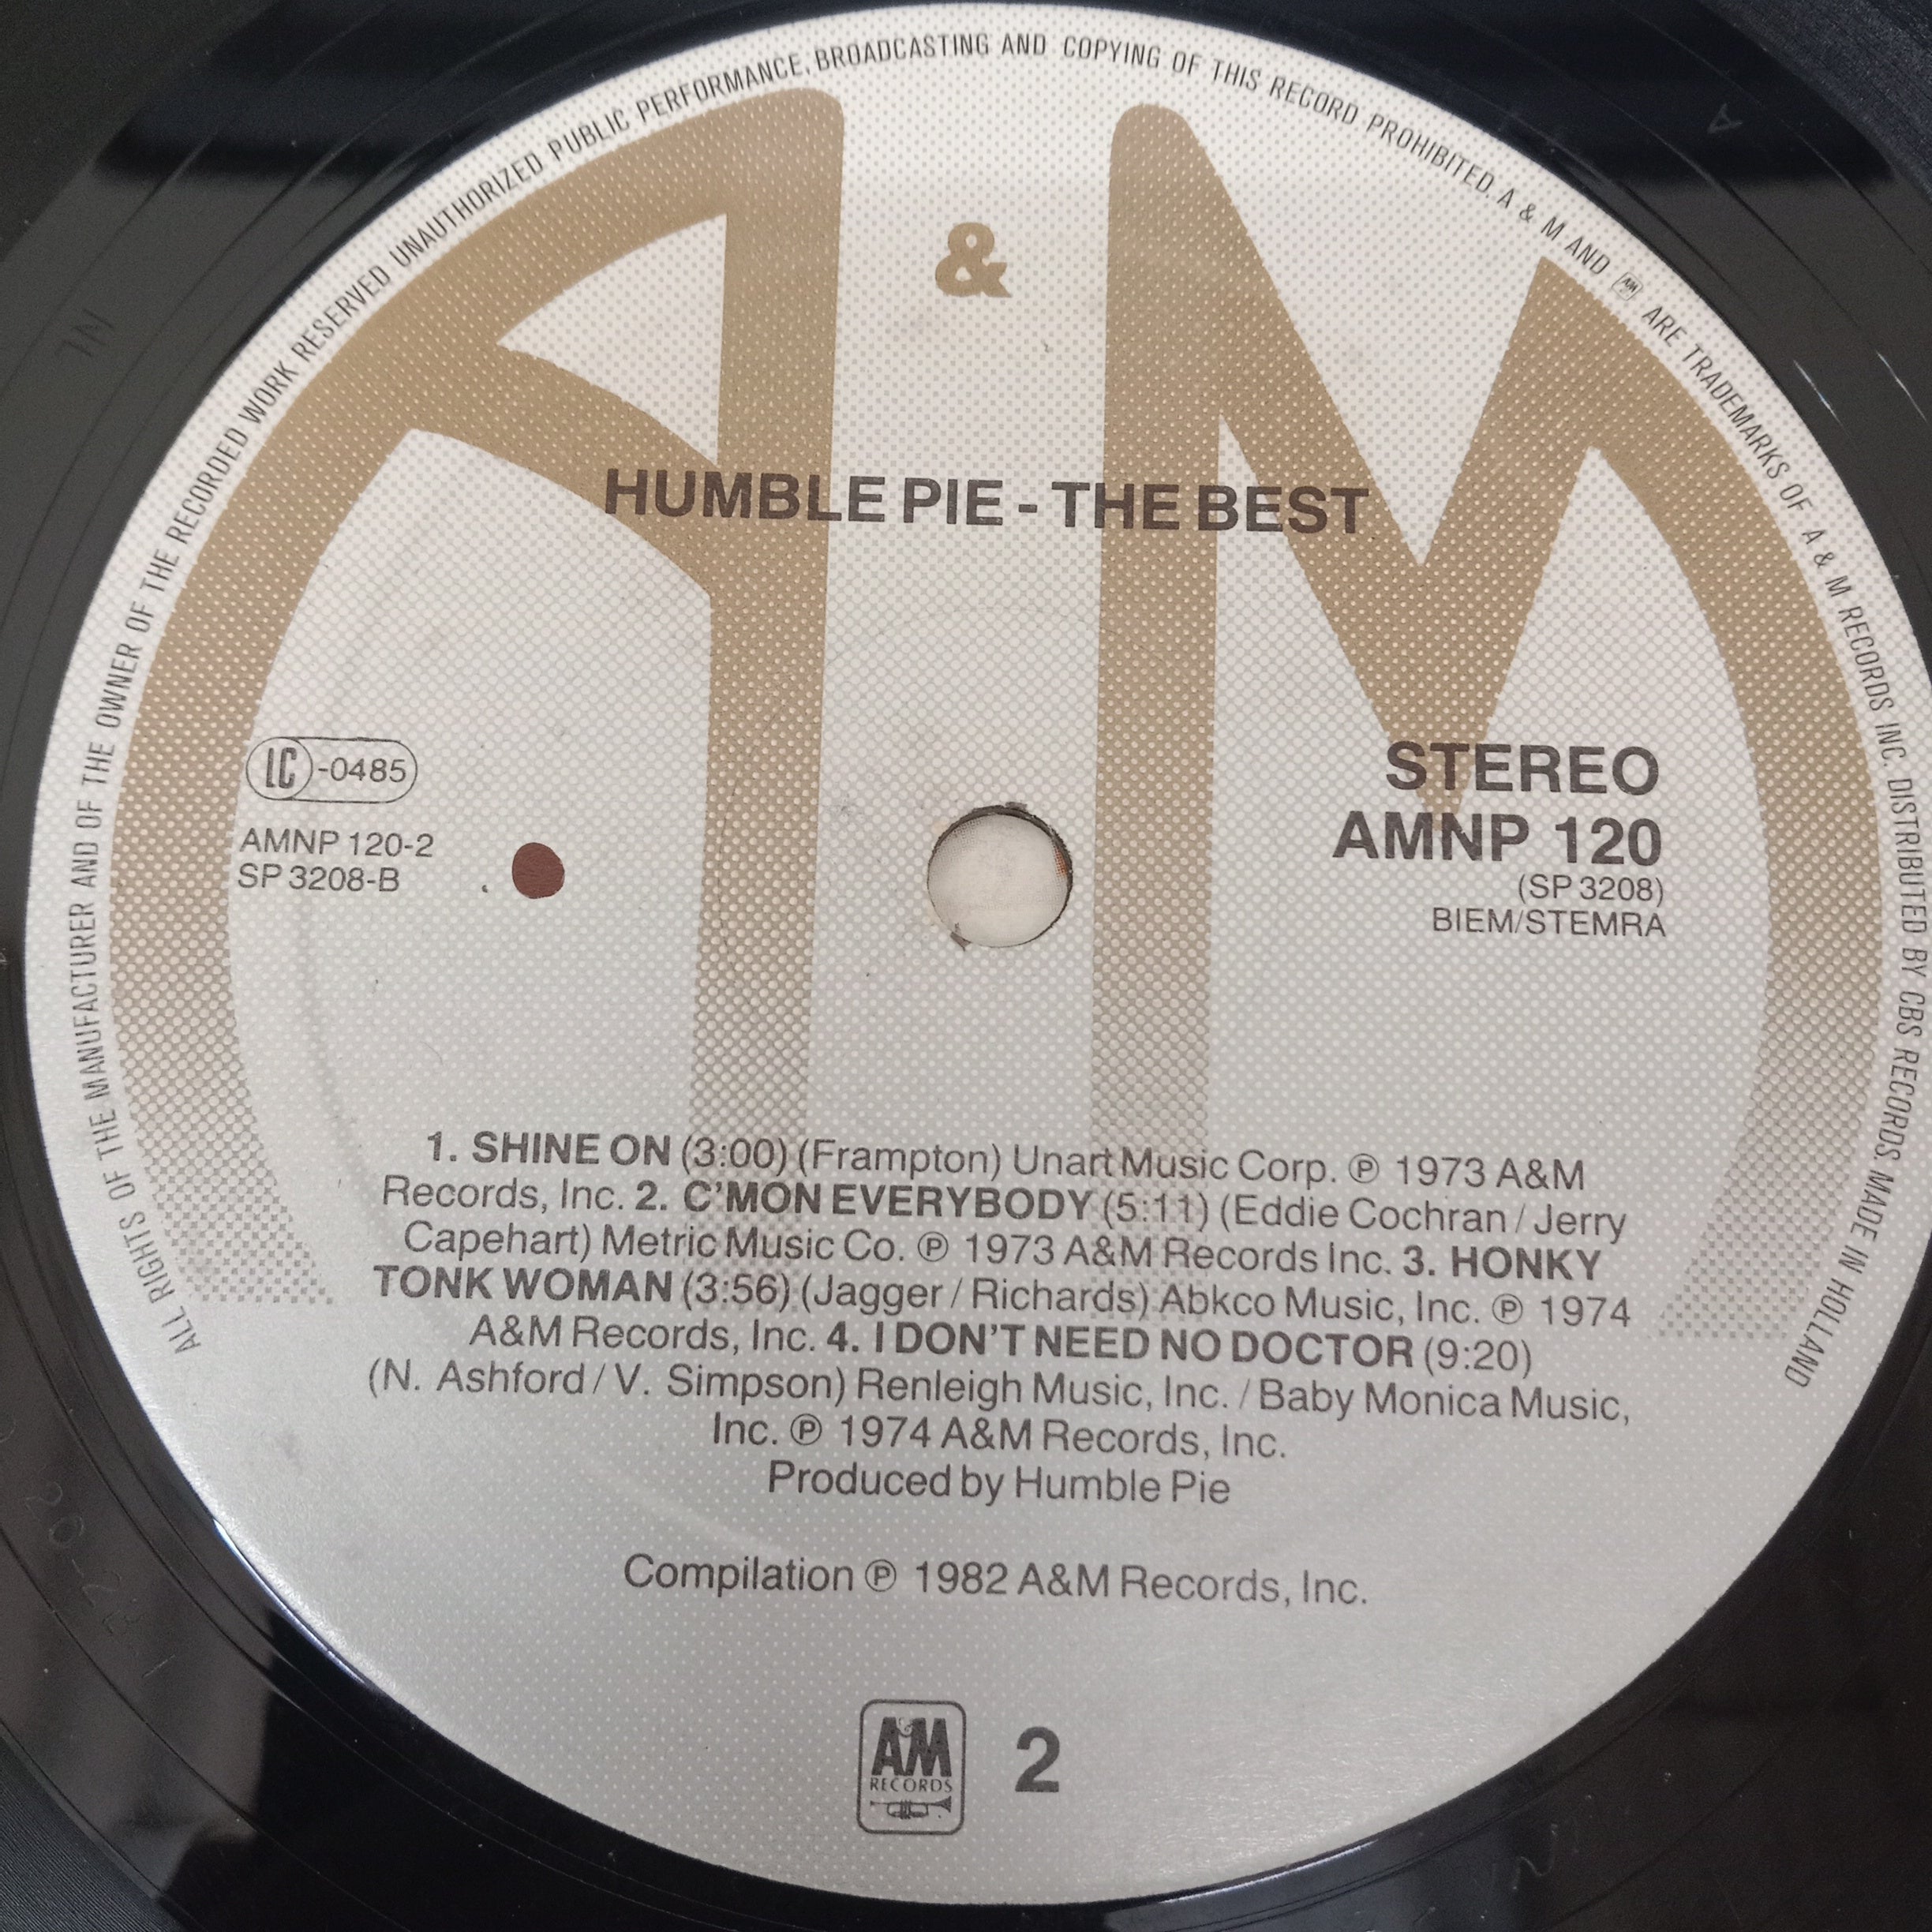 ALL RIGHTS OF THE MANUFACTURER AND OF THE OWNER OF THE RECORDED WORK RESERVED UNAUTHORIZED PUBLIC PERFORMANCE, BROADCASTING AND COPYING OF THIS RECORD PROHIBITED. A & M AND AM ARE TRADEMARKS OF A & M RECORDS INC. DISTRIBUTED BY CBS RECORDS. MADE IN HOLLAND
A & M
HUMBLE PIE - THE BEST
LC -0485
AMNP 120-2
SP 3208-B
STEREO
AMNP 120
(SP 3208)
BIEM/STEMRA
1. SHINE ON (3:00) (Frampton) Unart Music Corp. ℗ 1973 A&M
Records, Inc. 2. C'MON EVERYBODY (5:11) (Eddie Cochran / Jerry
Capehart) Metric Music Co. ℗ 1973 A&M Records Inc. 3. HONKY
TONK WOMAN (3:56) (Jagger / Richards) Abkco Music, Inc. ℗ 1974
A&M Records, Inc. 4. I DON'T NEED NO DOCTOR (9:20)
(N. Ashford / V. Simpson) Renleigh Music, Inc. / Baby Monica Music,
Inc. ℗ 1974 A&M Records, Inc.
Produced by Humble Pie
Compilation ℗ 1982 A&M Records, Inc.
A&M
RECORDS
2